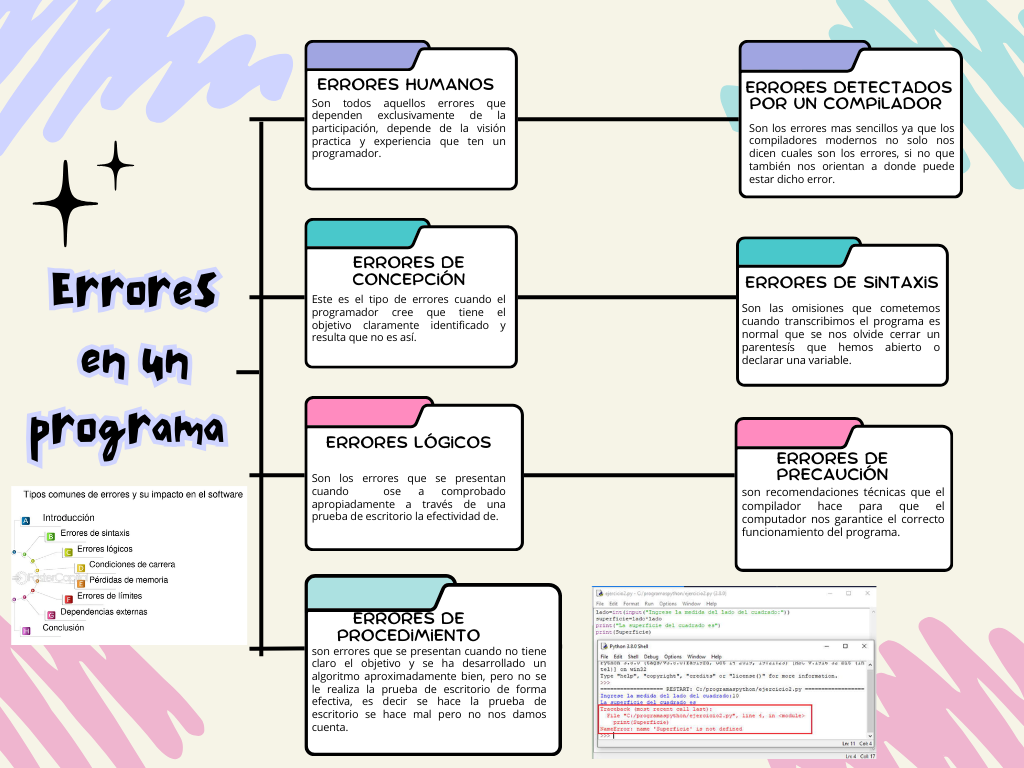 Errores
en un
programa
ERRORES HUMANOS
Son todos aquellos errores que
dependen exclusivamente de la
participación, depende de la visión
practica y experiencia que ten un
programador.
ERRORES DETECTADOS
POR UN COMPiLADOR
Son los errores mas sencillos ya que los
compiladores modernos no solo nos
dicen cuales son los errores, si no que
también nos orientan a donde puede
estar dicho error.
ERRORES DE
CONCEPCiÓN
Este es el tipo de errores cuando el
programador cree que tiene el
objetivo claramente identificado y
resulta que no es así.
ERRORES DE SiNTAXiS
Son las omisiones que cometemos
cuando transcribimos el programa es
normal que se nos olvide cerrar un
parentesís que hemos abierto o
declarar una variable.
ERRORES LÓGiCOS
Son los errores que se presentan
cuando ose a comprobado
apropiadamente a través de una
prueba de escritorio la efectividad de.
ERRORES DE
PRECAUCiÓN
son recomendaciones técnicas que el
compilador hace para que el
computador nos garantice el correcto
funcionamiento del programa.
ERRORES DE
PROCEDiMiENTO
son errores que se presentan cuando no tiene
claro el objetivo y se ha desarrollado un
algoritmo aproximadamente bien, pero no se
le realiza la prueba de escritorio de forma
efectiva, es decir se hace la prueba de
escritorio se hace mal pero no nos damos
cuenta.
Tipos comunes de errores y su impacto en el software
A Introducción
B Errores de sintaxis
C Errores lógicos
D Condiciones de carrera
E Pérdidas de memoria
F Errores de límites
G Dependencias externas
H Conclusión
ejercicio2.py - C:/programaspython/ejercicio2.py (3.8.0)
File Edit Format Run Options Window Help
lado=int(input("Ingrese la medida del lado del cuadrado:"))
superficie=lado*lado
print("La superficie del cuadrado es")
print(Superficie)
Python 3.8.0 Shell
File Edit Shell Debug Options Window Help
tel)] on win32
Type "help", "copyright", "credits" or "license()" for more information.
>>>
=================== RESTART: C:/programaspython/ejercicio2.py ===================
Ingrese la medida del lado del cuadrado:10
La superficie del cuadrado es
Traceback (most recent call last):
File "C:/programaspython/ejercicio2.py", line 4, in <module>
print(Superficie)
NameError: name 'Superficie' is not defined
>>>
Ln: 11 Col: 4
Ln: 4 Col: 17